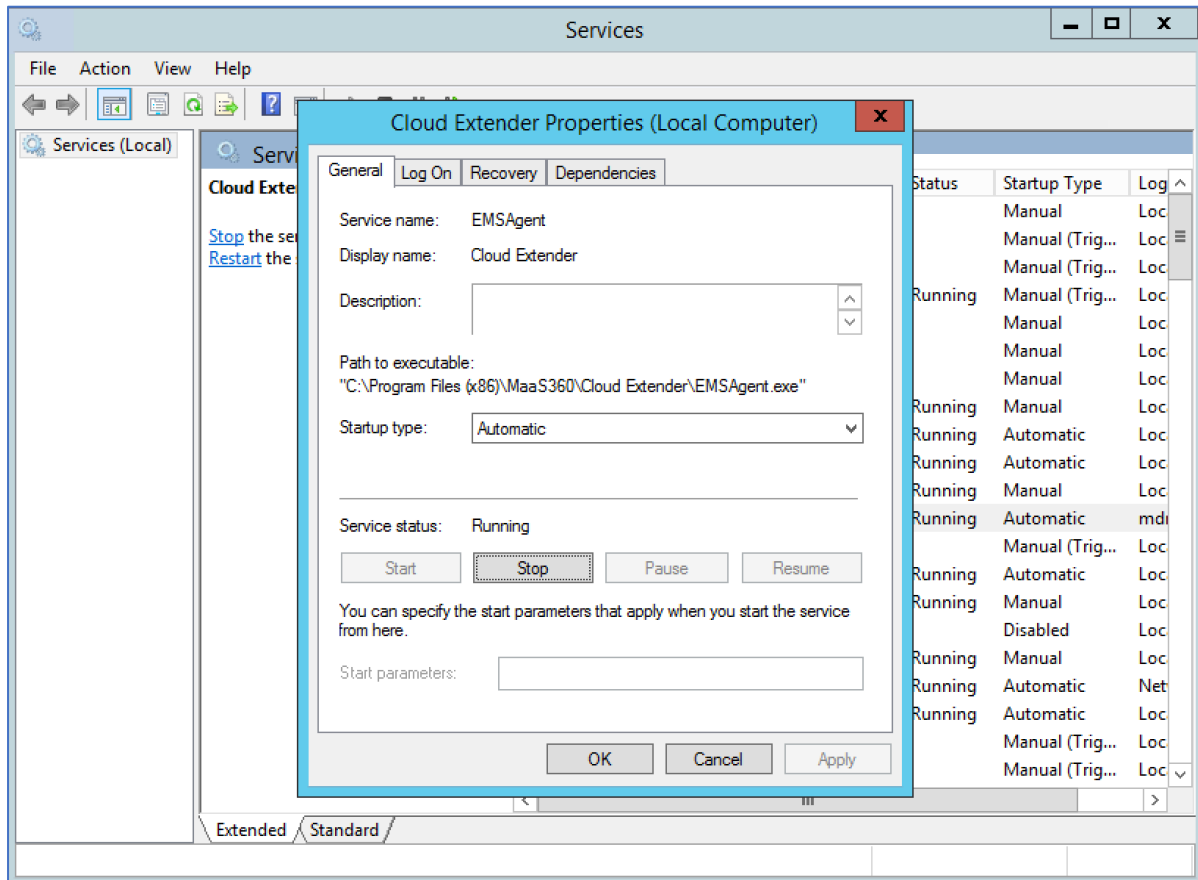 Services
File Action View Help
Services (Local)
Servi
Cloud Exte
Stop the ser
Restart the
Cloud Extender Properties (Local Computer)
General Log On Recovery Dependencies
Service name: EMSAgent
Display name: Cloud Extender
Description:
Path to executable:
"C:\Program Files (x86)\MaaS360\Cloud Extender\EMSAgent.exe"
Startup type: Automatic
Service status: Running
Start Stop Pause Resume
You can specify the start parameters that apply when you start the service
from here.
Start parameters:
OK Cancel Apply
Status Startup Type Log
Manual Loc
Manual (Trig... Loc
Manual (Trig... Loc
Running Manual (Trig... Loc
Manual Loc
Manual Loc
Manual Loc
Running Manual Loc
Running Automatic Loc
Running Automatic Loc
Running Manual Loc
Running Automatic mdr
Manual (Trig... Loc
Running Automatic Loc
Running Manual Loc
Disabled Loc
Running Manual Loc
Running Automatic Net
Running Automatic Loc
Manual (Trig... Loc
Manual (Trig... Loc
Extended Standard